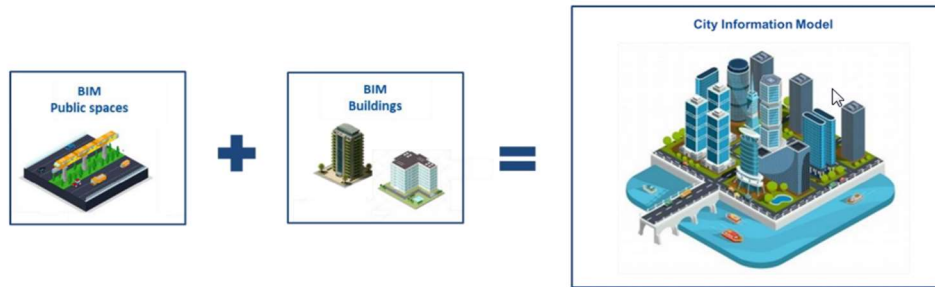 BIM
Public spaces
BIM
Buildings
City Information Model